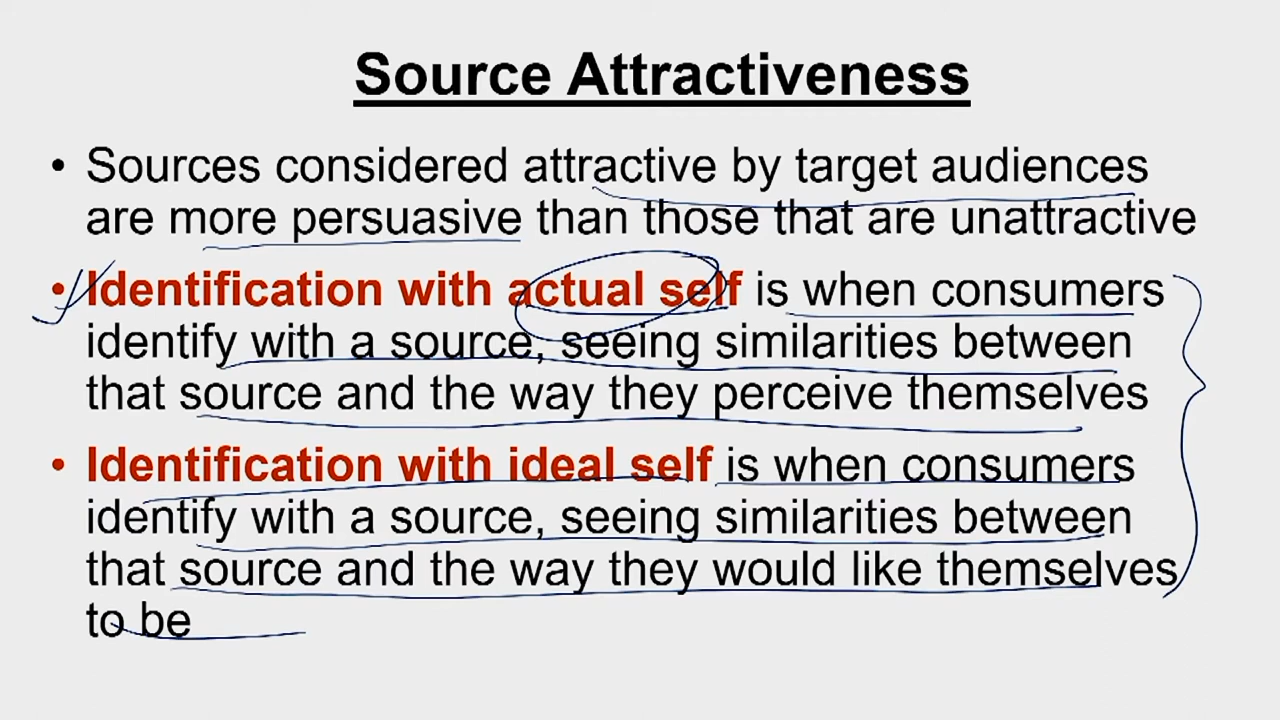 Source Attractiveness
• Sources considered attractive by target audiences
are more persuasive than those that are unattractive
• Identification with actual self is when consumers
identify with a source, seeing similarities between
that source and the way they perceive themselves
• Identification with ideal self is when consumers
identify with a source, seeing similarities between
that source and the way they would like themselves
to be